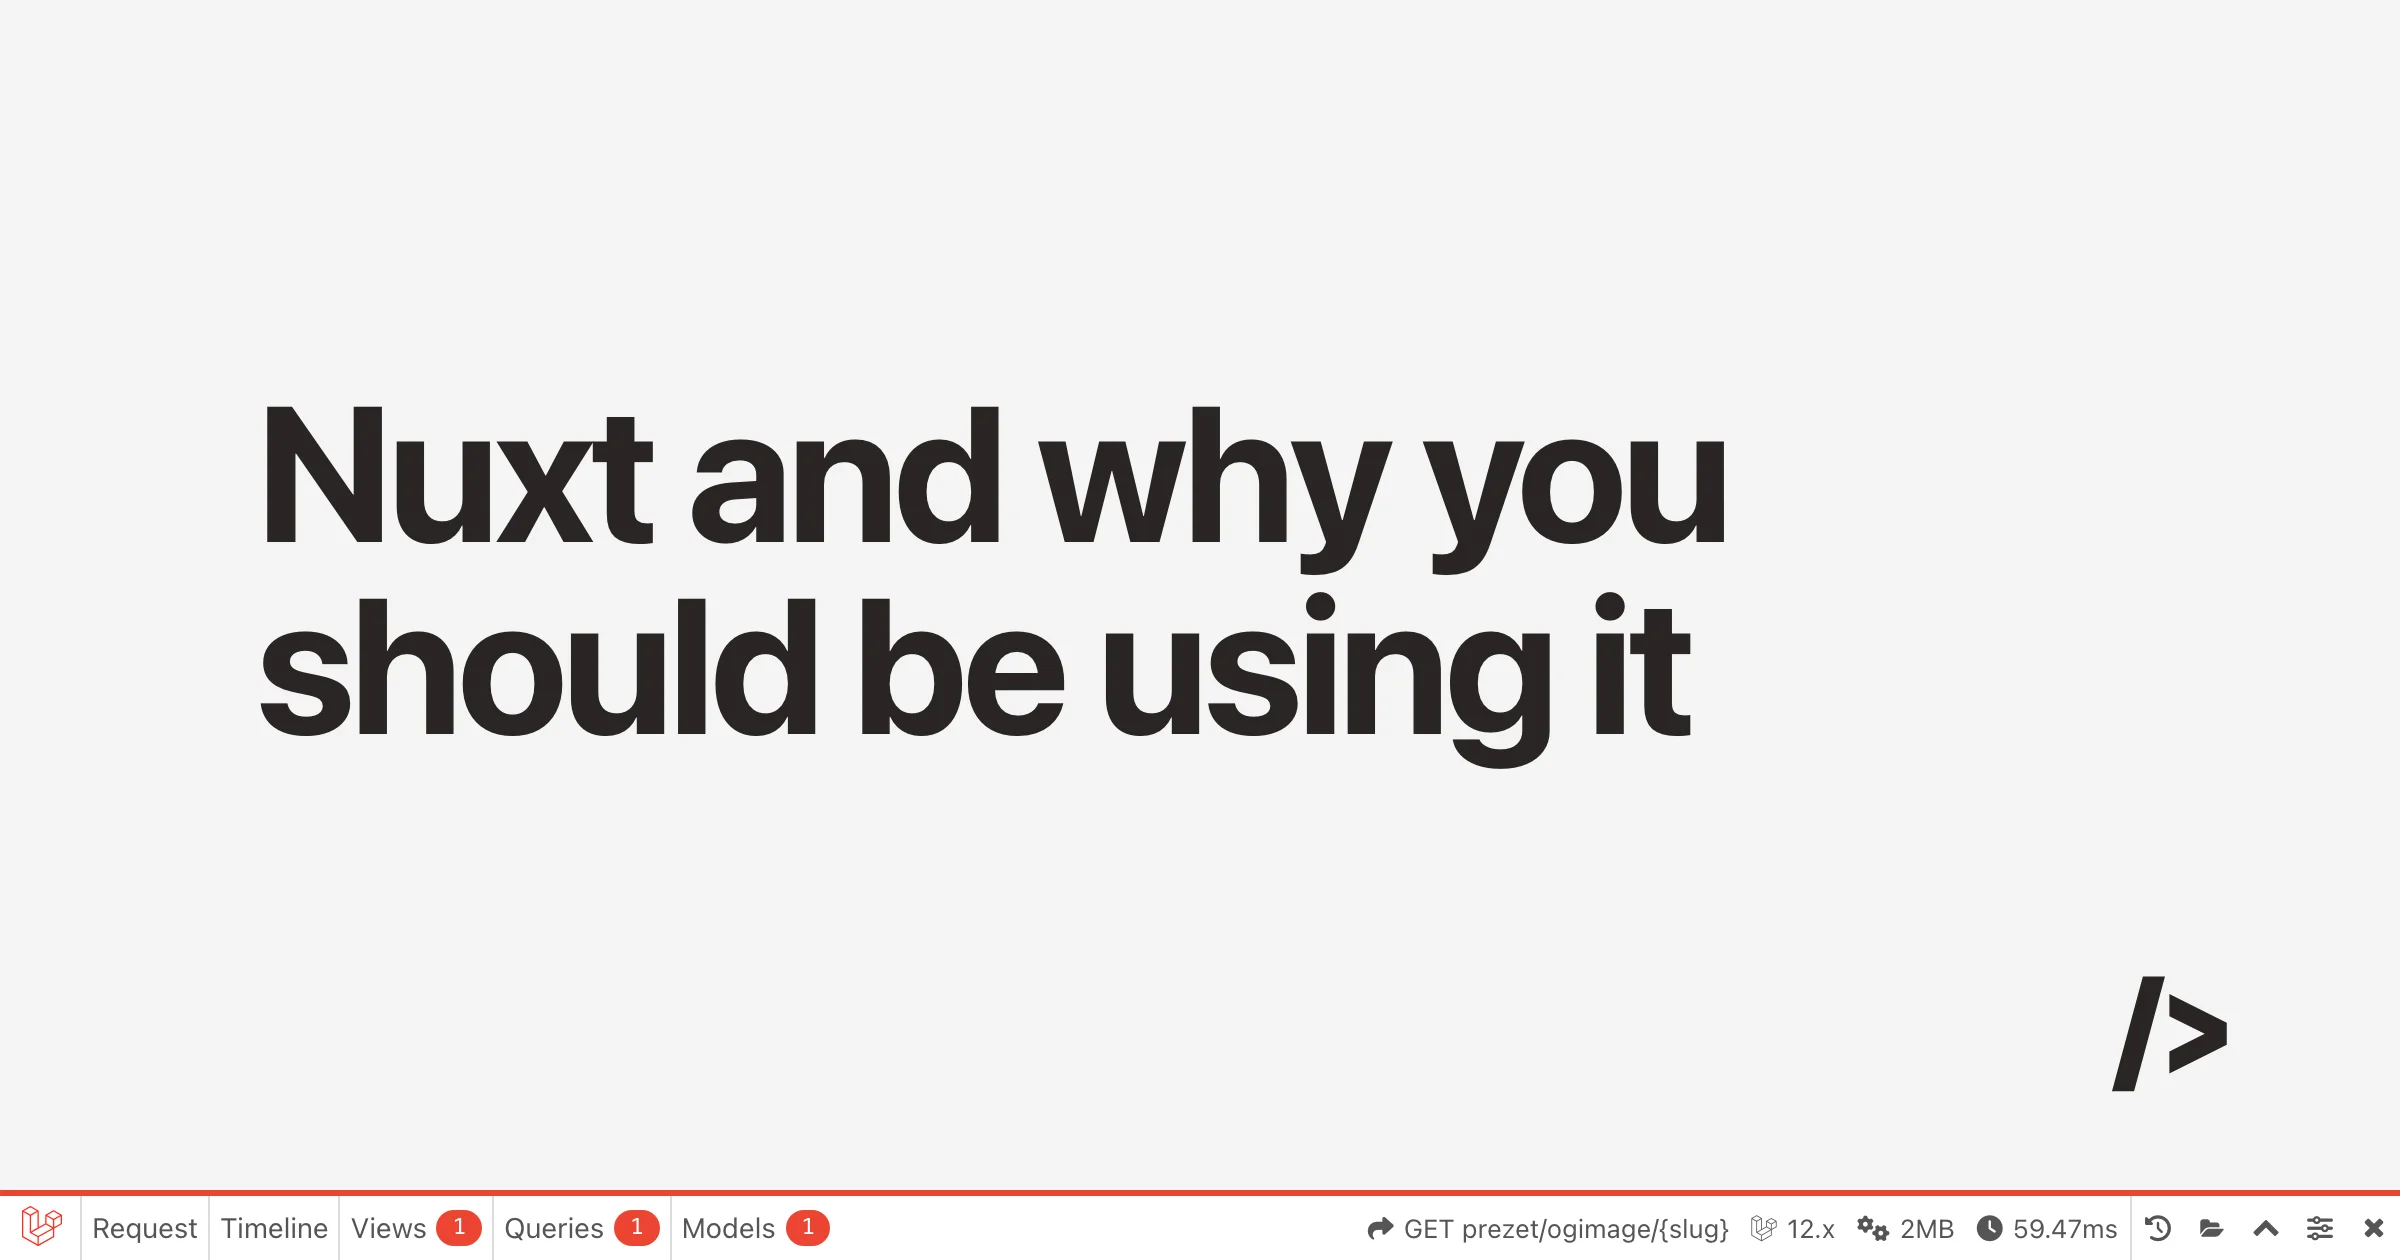 Nuxt and why you
should be using it
/>
Request Timeline Views 1 Queries 1 Models 1 GET prezet/ogimage/{slug} 12.x 2MB 59.47ms